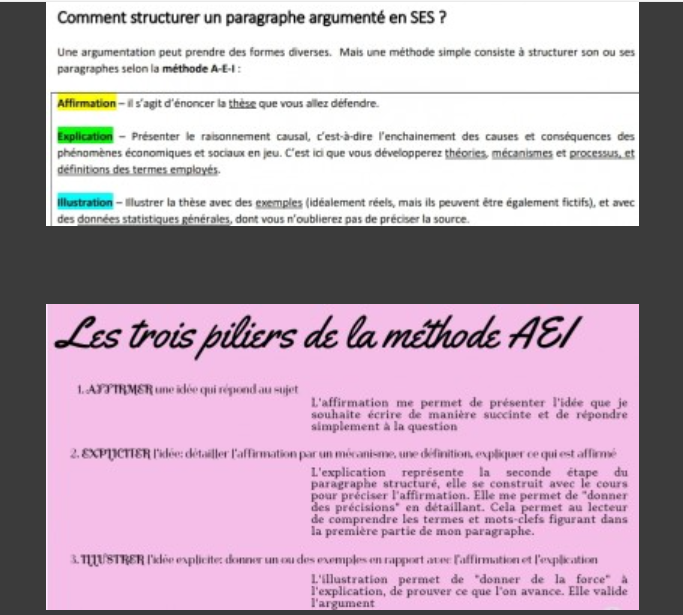 Comment structurer un paragraphe argumenté en SES ?
Une argumentation peut prendre des formes diverses. Mais une méthode simple consiste à structurer son ou ses
paragraphes selon la méthode A-E-I :
Affirmation – il s'agit d'énoncer la thèse que vous allez défendre.
Explication – Présenter le raisonnement causal, c'est-à-dire l'enchainement des causes et conséquences des
phénomènes économiques et sociaux en jeu. C'est ici que vous développerez théories, mécanismes et processus, et
définitions des termes employés.
Illustration – Illustrer la thèse avec des exemples (idéalement réels, mais ils peuvent être également fictifs), et avec
des données statistiques générales, dont vous n'oublierez pas de préciser la source.
Les trois piliers de la méthode AEI
1. AFFIRMER une idée qui répond au sujet
L'affirmation me permet de présenter l'idée que je
souhaite écrire de manière succinte et de répondre
simplement à la question
2. EXPLICITER l'idée: détailler l'affirmation par un mécanisme, une définition, expliquer ce qui est affirmé
L'explication représente la seconde étape du
paragraphe structuré, elle se construit avec le cours
pour préciser l'affirmation. Elle me permet de "donner
des précisions" en détaillant. Cela permet au lecteur
de comprendre les termes et mots-clefs figurant dans
la première partie de mon paragraphe.
3. ILLUSTRER l'idée explicite: donner un ou des exemples en rapport avec l'affirmation et l'explication
L'illustration permet de "donner de la force" à
l'explication, de prouver ce que l'on avance. Elle valide
l'argument